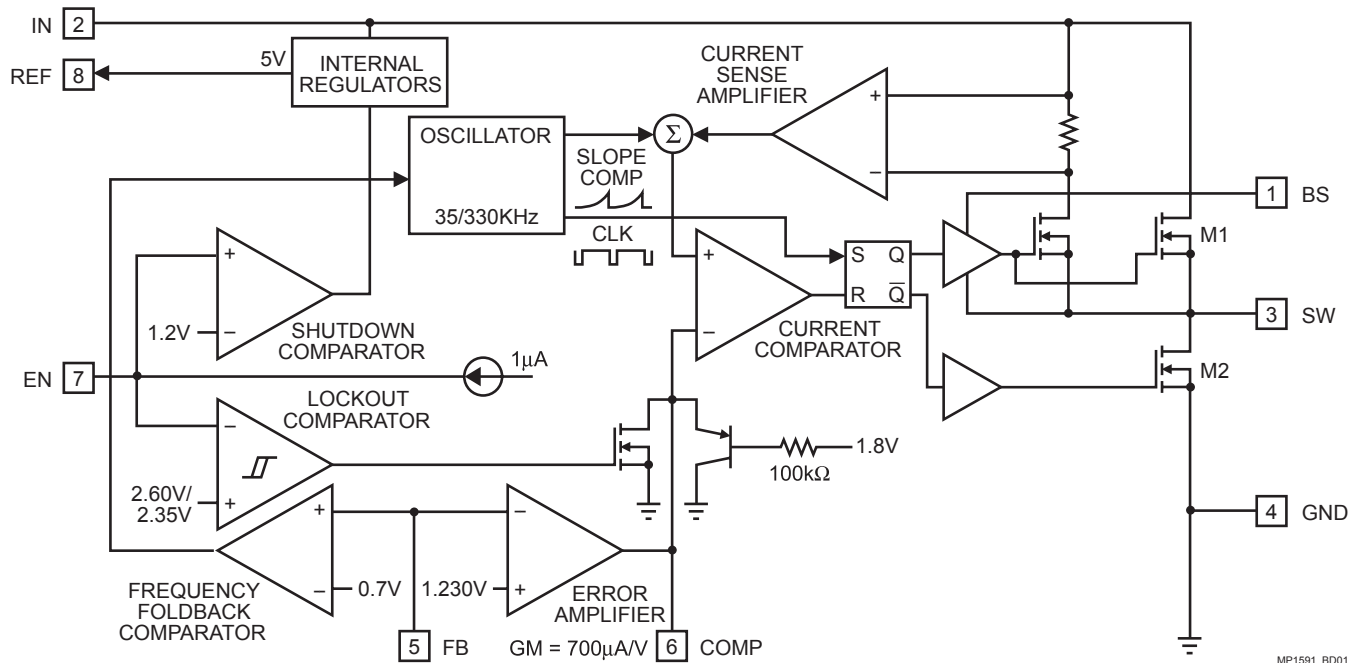 IN 2
REF 8
5V
INTERNAL
REGULATORS
CURRENT
SENSE
AMPLIFIER
+
−
OSCILLATOR
35/330KHz
Σ
SLOPE
COMP
CLK
1 BS
M1
+
−
1.2V
SHUTDOWN
COMPARATOR
+
−
CURRENT
COMPARATOR
S Q
R Q̅
3 SW
M2
EN 7
1µA
LOCKOUT
COMPARATOR
−
+
2.60V/
2.35V
1.8V
100kΩ
4 GND
+
−
0.7V
FREQUENCY
FOLDBACK
COMPARATOR
−
+
1.230V
ERROR
AMPLIFIER
5 FB
GM = 700µA/V
6 COMP
MP1591_BD01